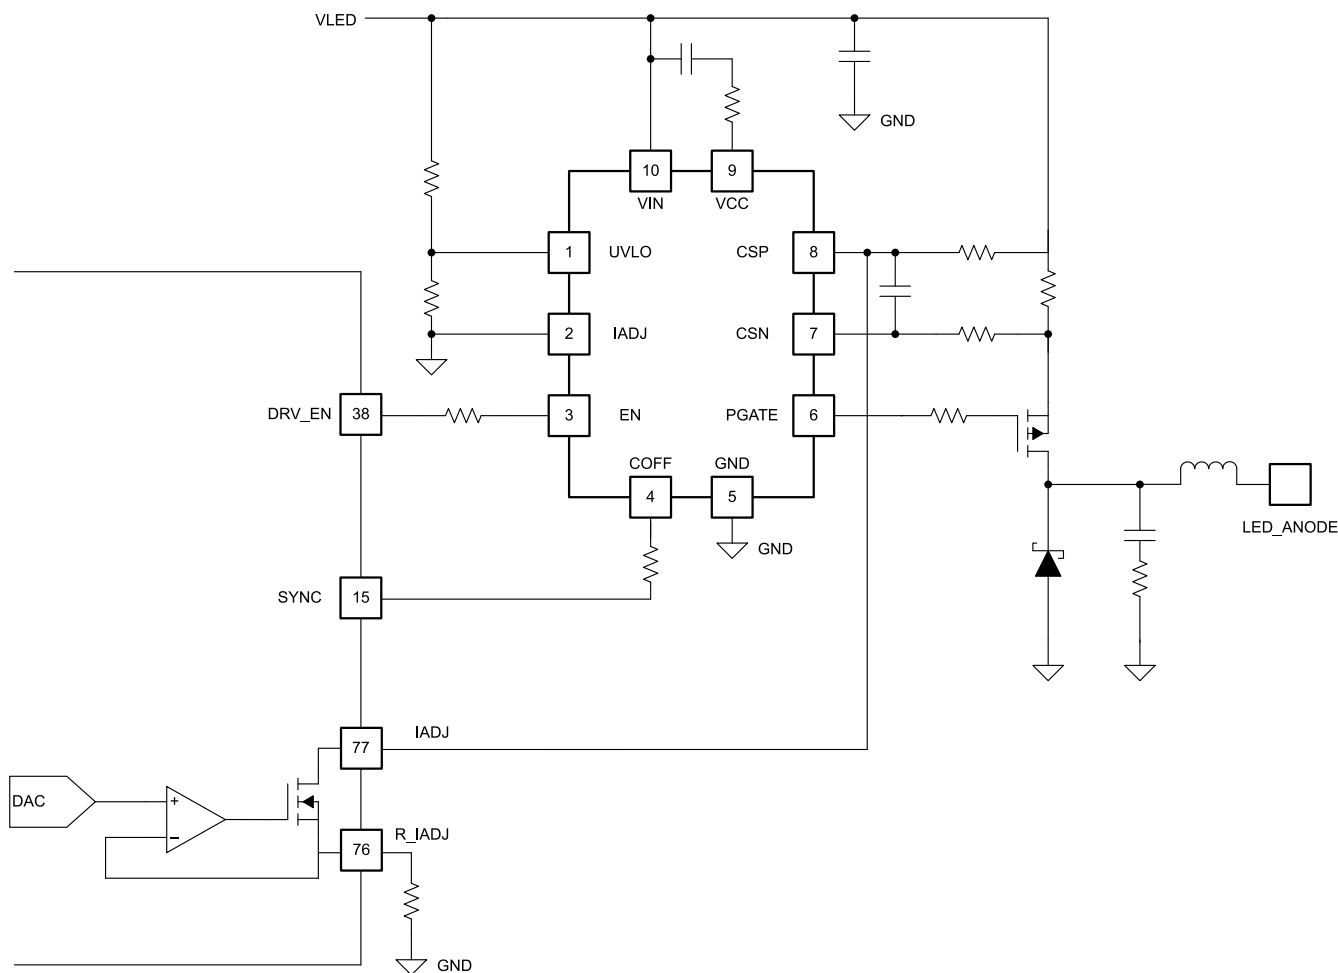 VLED
GND
10
9
VIN
VCC
1
UVLO
CSP
8
2
IADJ
CSN
7
DRV_EN
38
3
EN
PGATE
6
COFF
GND
4
5
GND
LED_ANODE
SYNC
15
IADJ
77
DAC
+
−
R_IADJ
76
GND